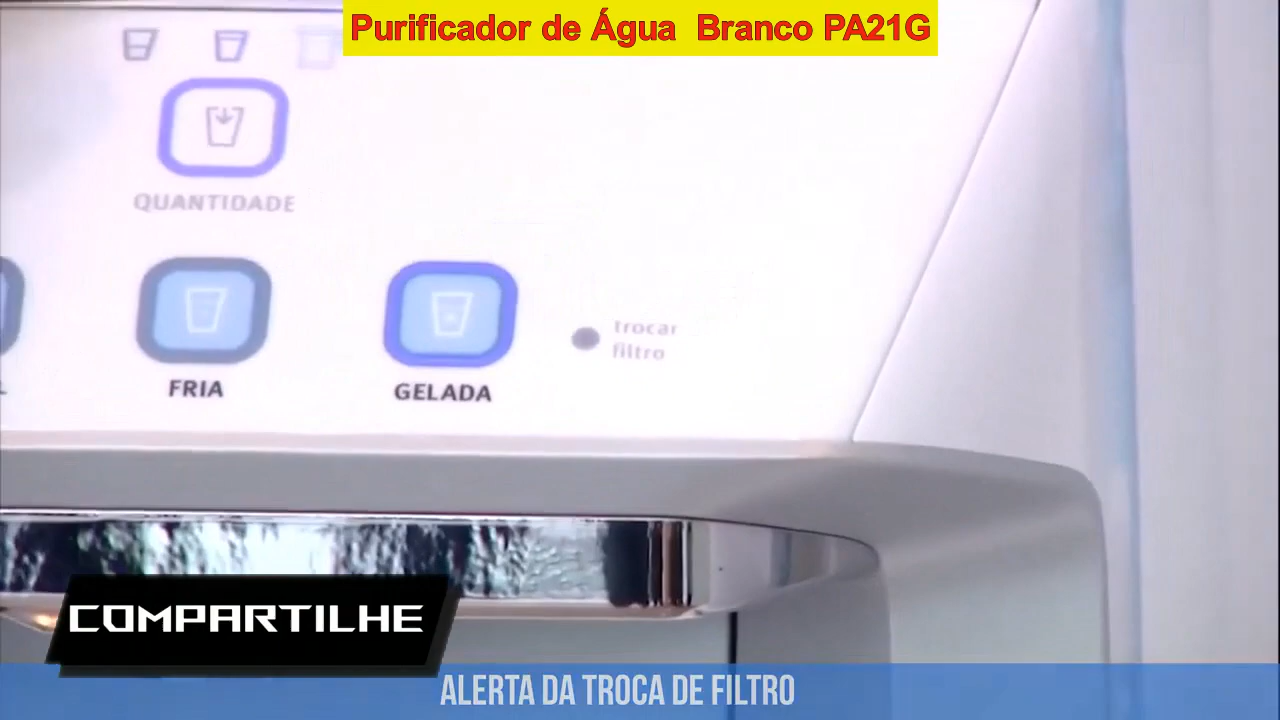 Purificador de Água Branco PA21G
QUANTIDADE
FRIA
GELADA
trocar
filtro
COMPARTILHE
ALERTA DA TROCA DE FILTRO